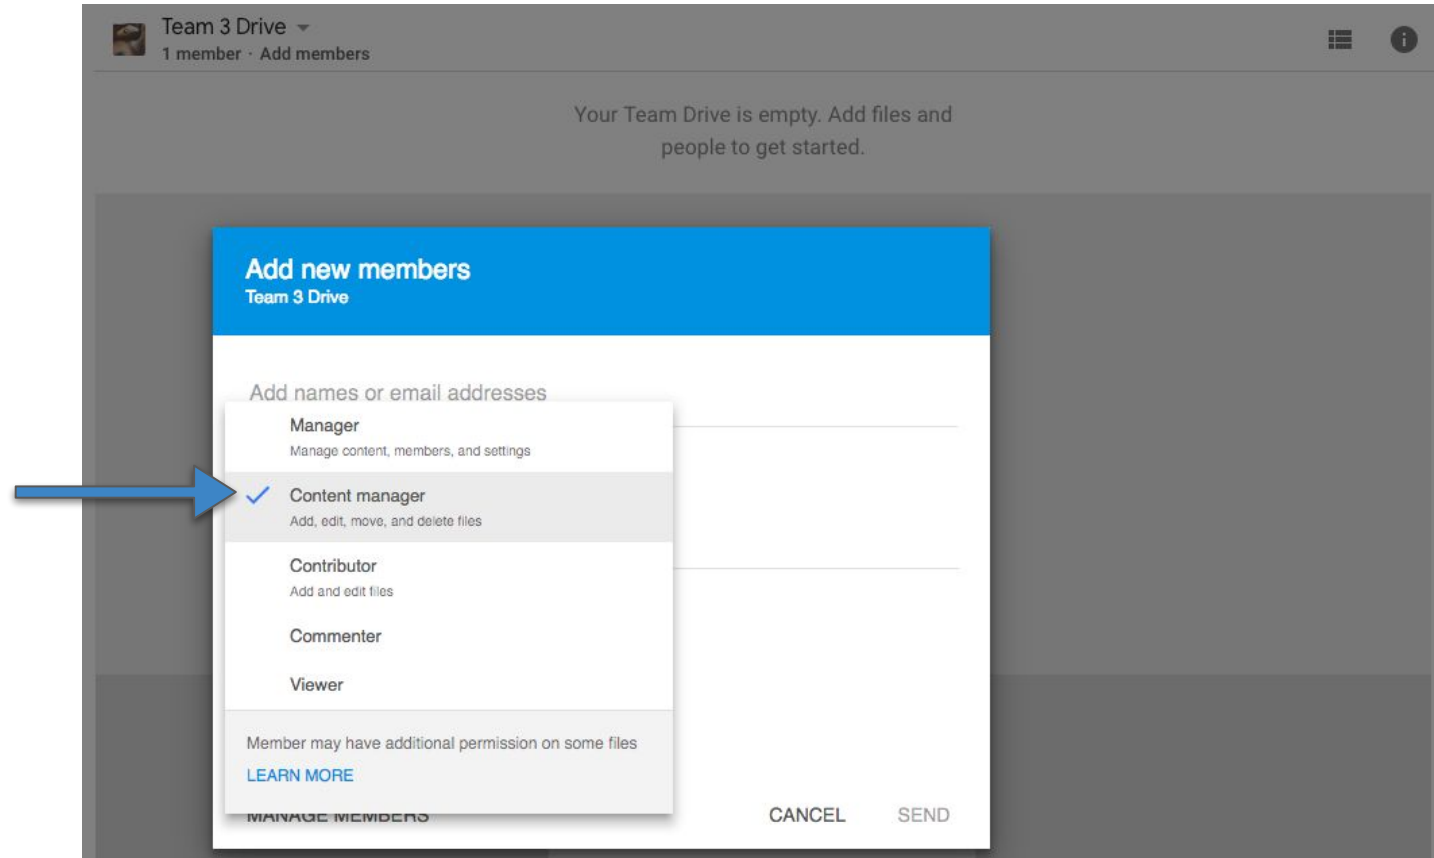 Team 3 Drive
1 member · Add members
Your Team Drive is empty. Add files and
people to get started.
Add new members
Team 3 Drive
Add names or email addresses
Manager
Manage content, members, and settings
Content manager
Add, edit, move, and delete files
Contributor
Add and edit files
Commenter
Viewer
Member may have additional permission on some files
LEARN MORE
MANAGE MEMBERS
CANCEL
SEND